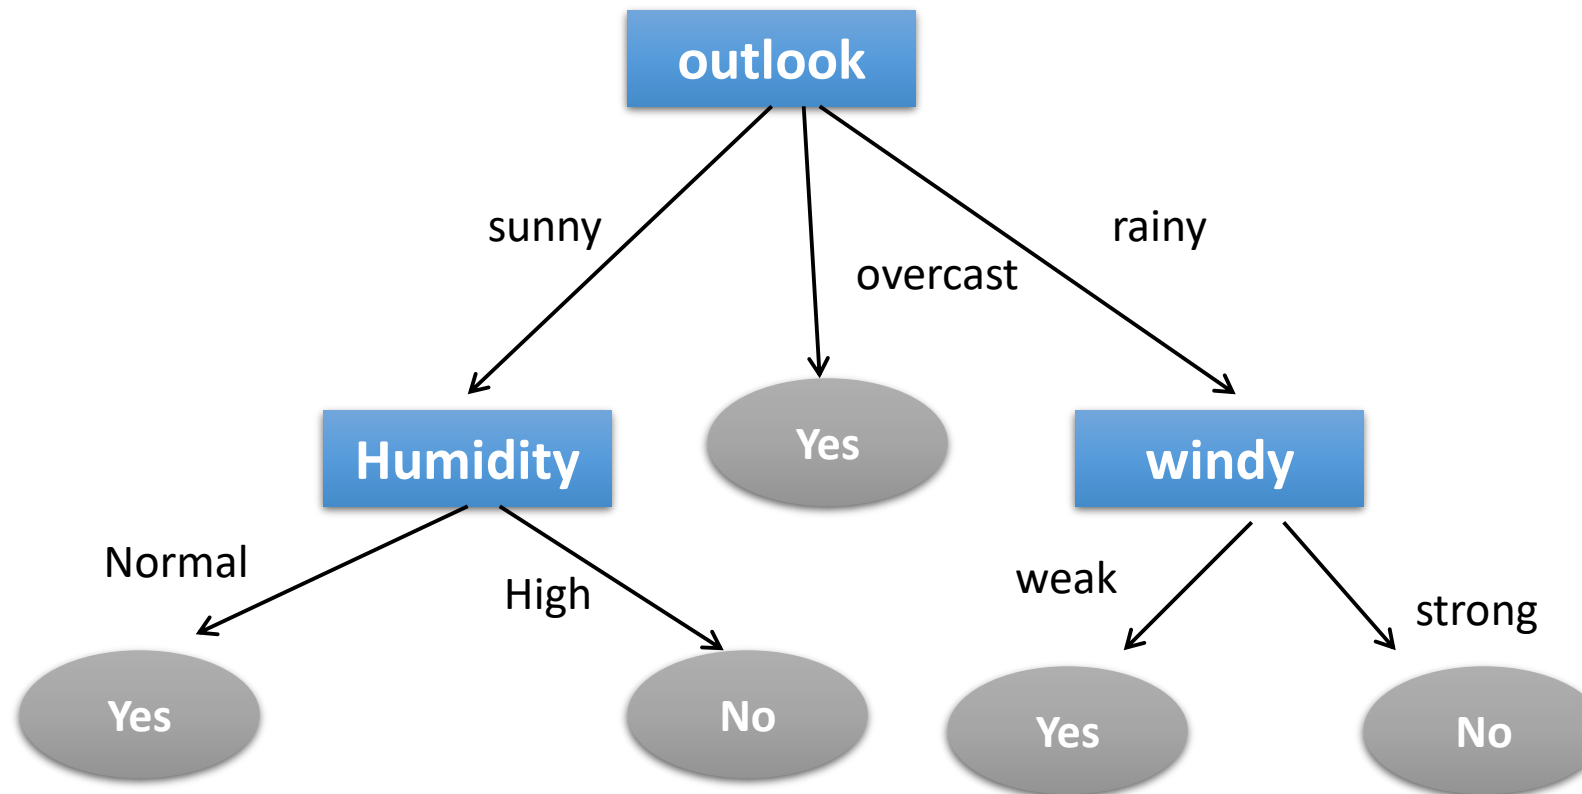 outlook
sunny
rainy
overcast
Humidity
Yes
windy
Normal
High
weak
strong
Yes
No
Yes
No